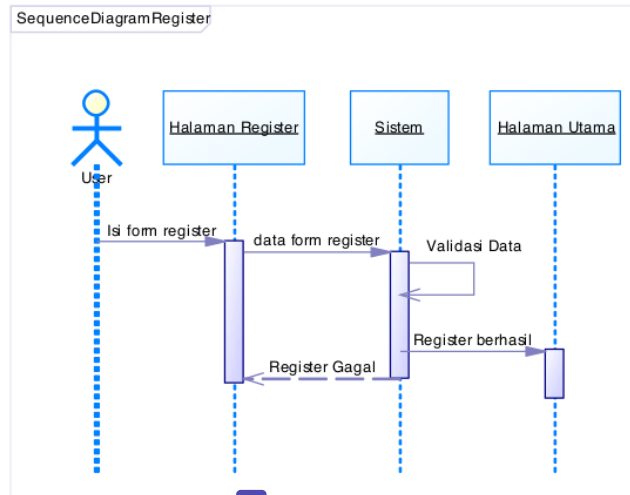 SequenceDiagramRegister
Halaman Register
Sistem
Halaman Utama
User
Isi form register
data form register
Validasi Data
Register berhasil
Register Gagal